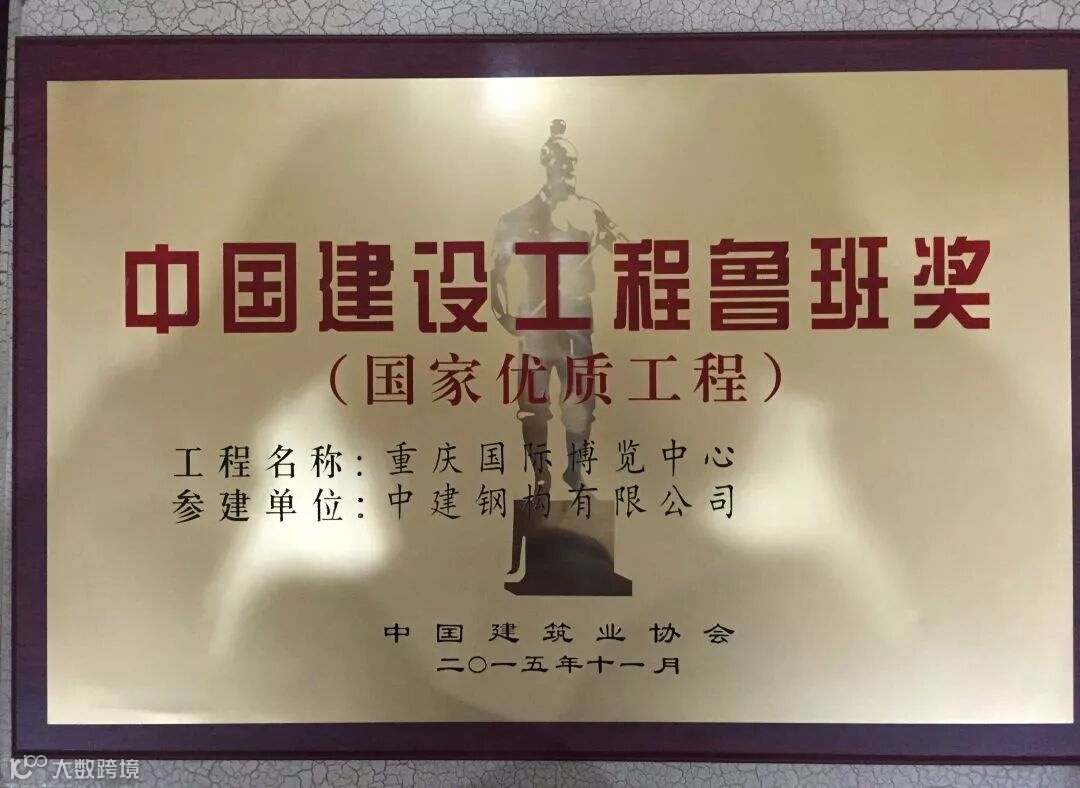 中国建设工程鲁班奖
（国家优质工程）
工程名称：重庆国际博览中心
参建单位：中建钢构有限公司
中国建筑业协会
二〇一五年十一月
大数跨境